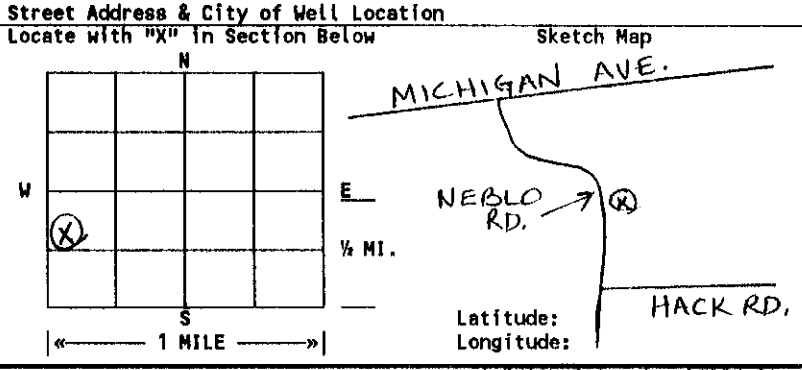 Street Address & City of Well Location
Locate with "X" in Section Below
Sketch Map
N
W
E
S
X
½ MI.
|«—— 1 MILE ——»|
MICHIGAN AVE.
NEBLO
RD.
X
HACK RD.
Latitude:
Longitude: